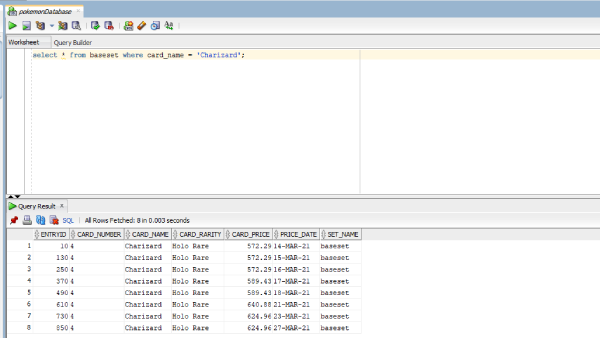 pokemonDatabase
Worksheet Query Builder
select * from baseset where card_name = 'Charizard';
Query Result
SQL All Rows Fetched: 8 in 0.003 seconds
ENTRYID CARD_NUMBER CARD_NAME CARD_RARITY CARD_PRICE PRICE_DATE SET_NAME
1 10 4 Charizard Holo Rare 572.29 14-MAR-21 baseset
2 130 4 Charizard Holo Rare 572.29 15-MAR-21 baseset
3 250 4 Charizard Holo Rare 572.29 16-MAR-21 baseset
4 370 4 Charizard Holo Rare 589.43 17-MAR-21 baseset
5 490 4 Charizard Holo Rare 589.43 18-MAR-21 baseset
6 610 4 Charizard Holo Rare 640.88 21-MAR-21 baseset
7 730 4 Charizard Holo Rare 624.96 23-MAR-21 baseset
8 850 4 Charizard Holo Rare 624.96 27-MAR-21 baseset